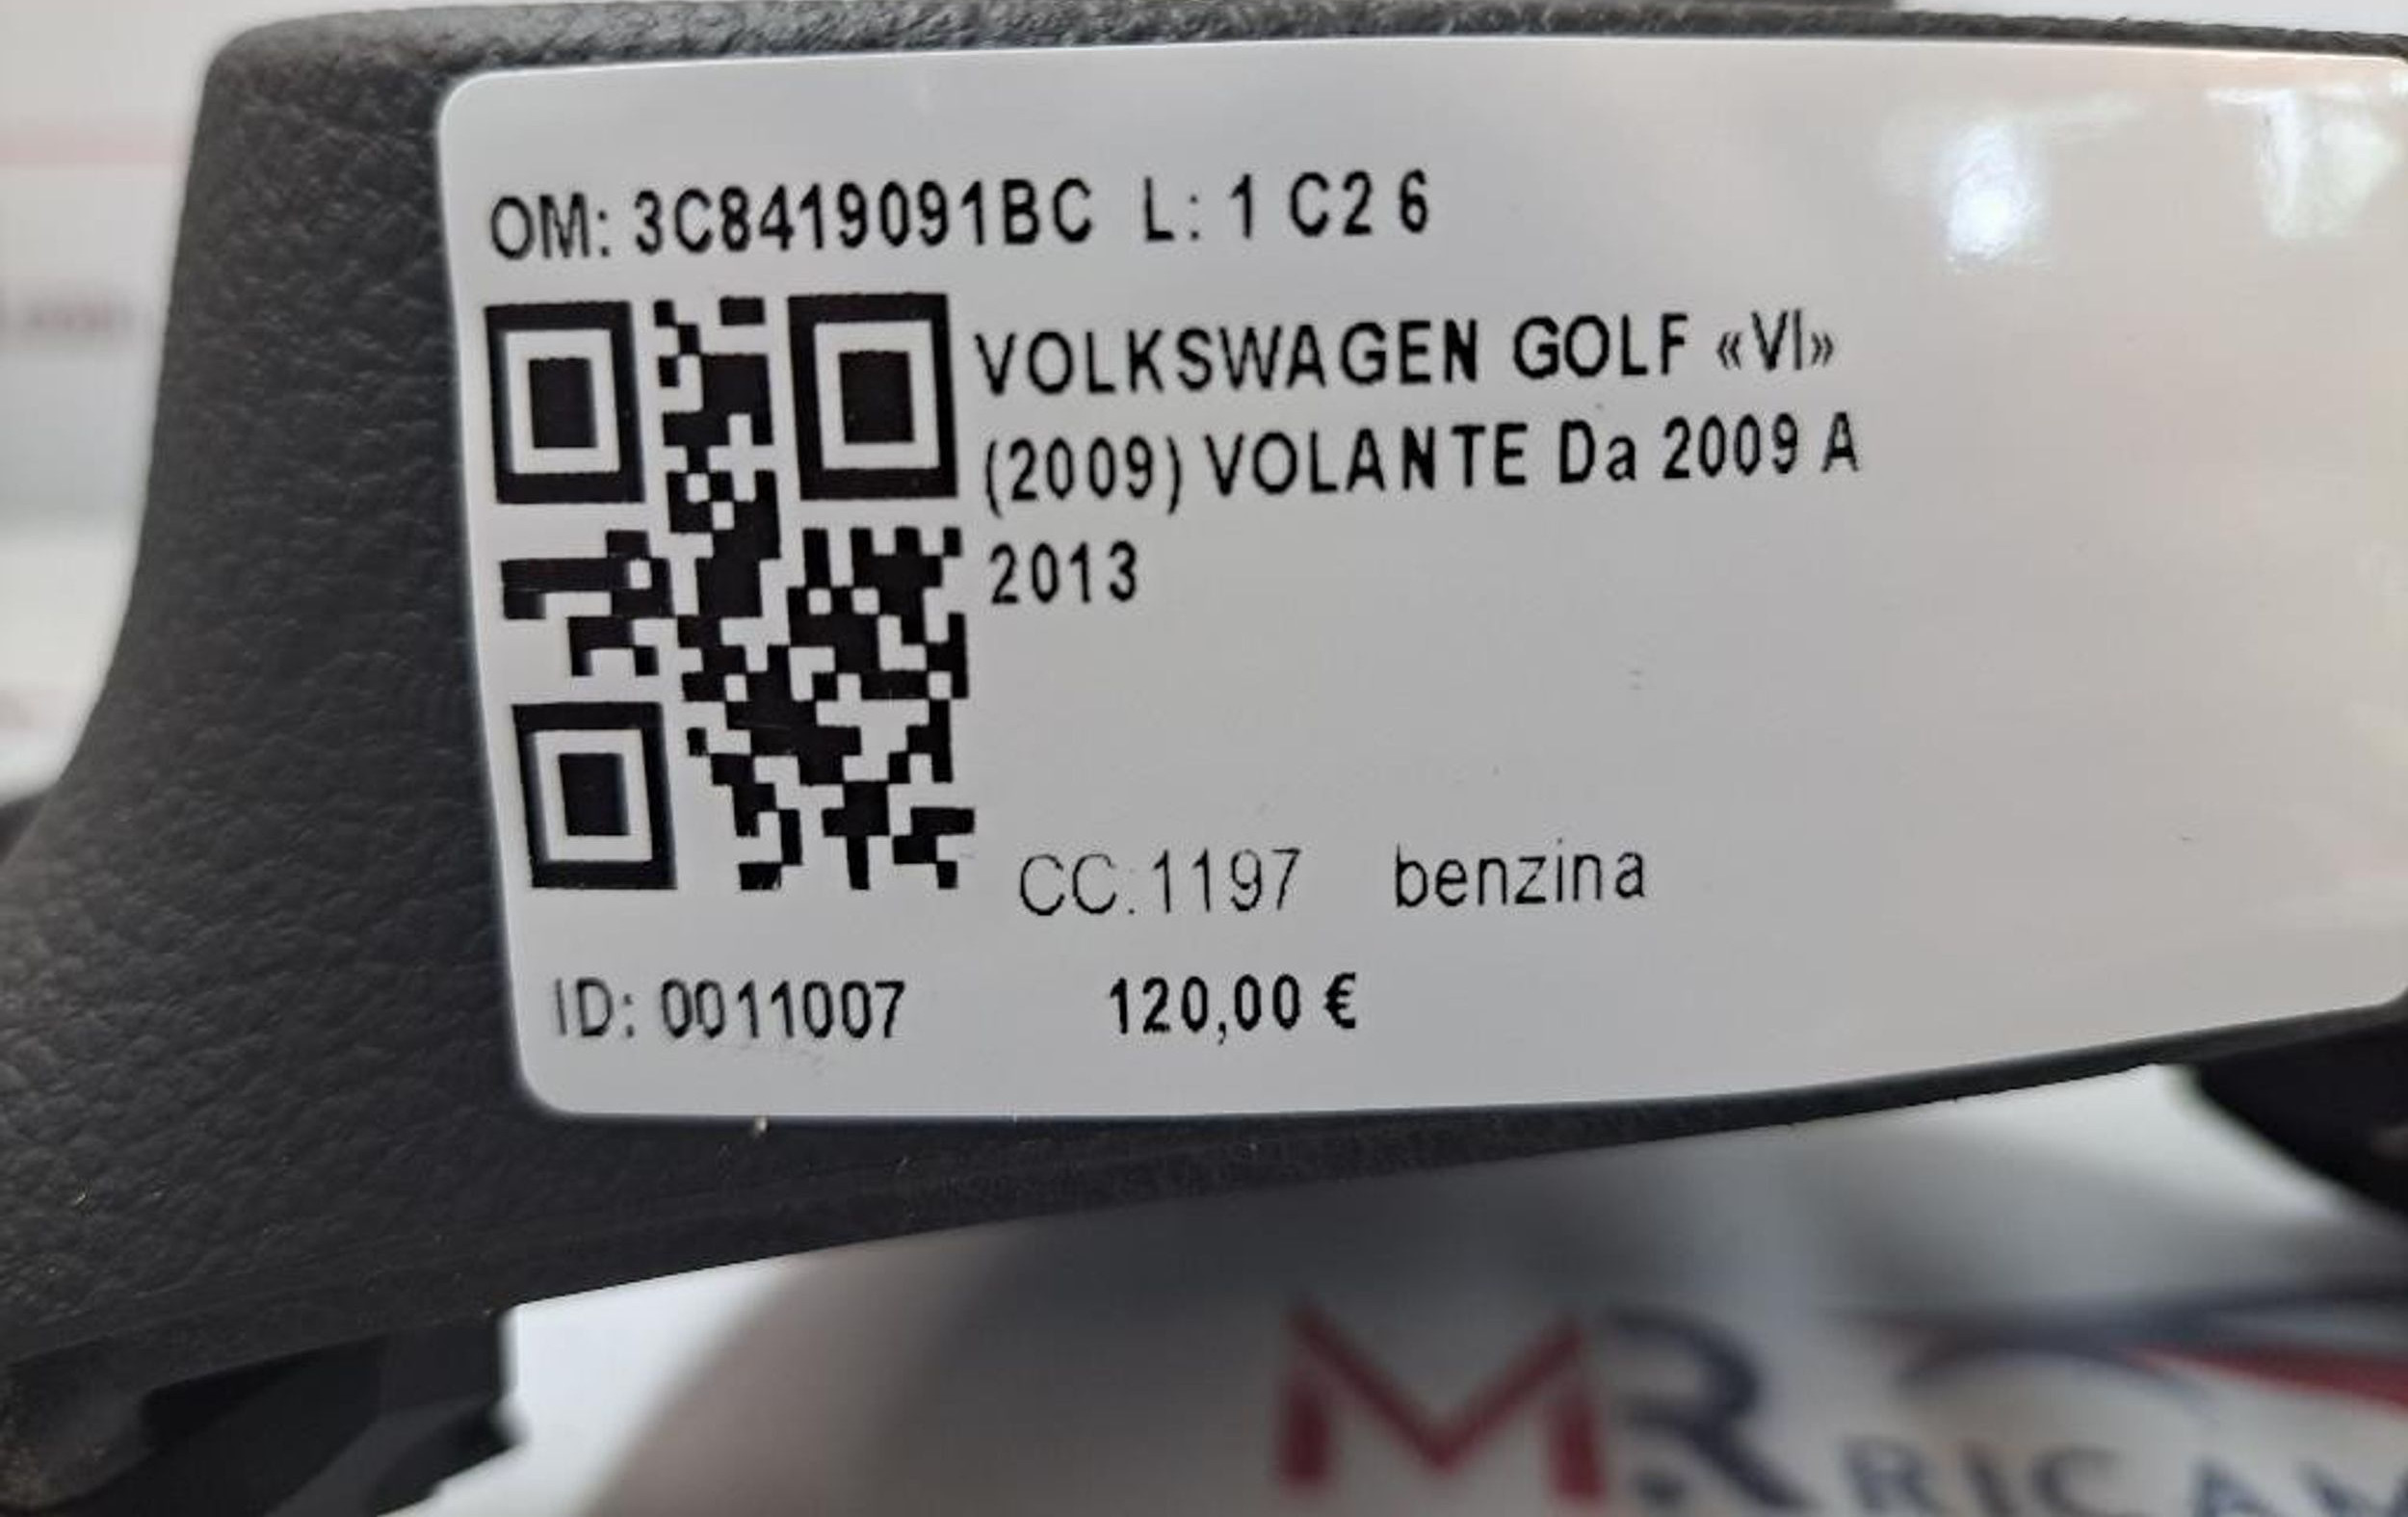 OM: 3C8419091BC L: 1 C2 6
VOLKSWAGEN GOLF «VI»
(2009) VOLANTE Da 2009 A
2013
CC:1197 benzina
ID: 0011007 120,00 €
MR